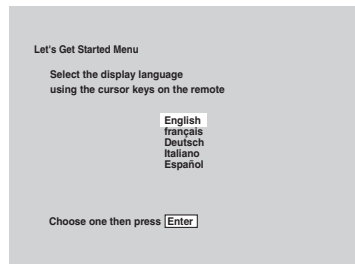 Let's Get Started Menu
Select the display language
using the cursor keys on the remote
English
français
Deutsch
Italiano
Español
Choose one then press Enter